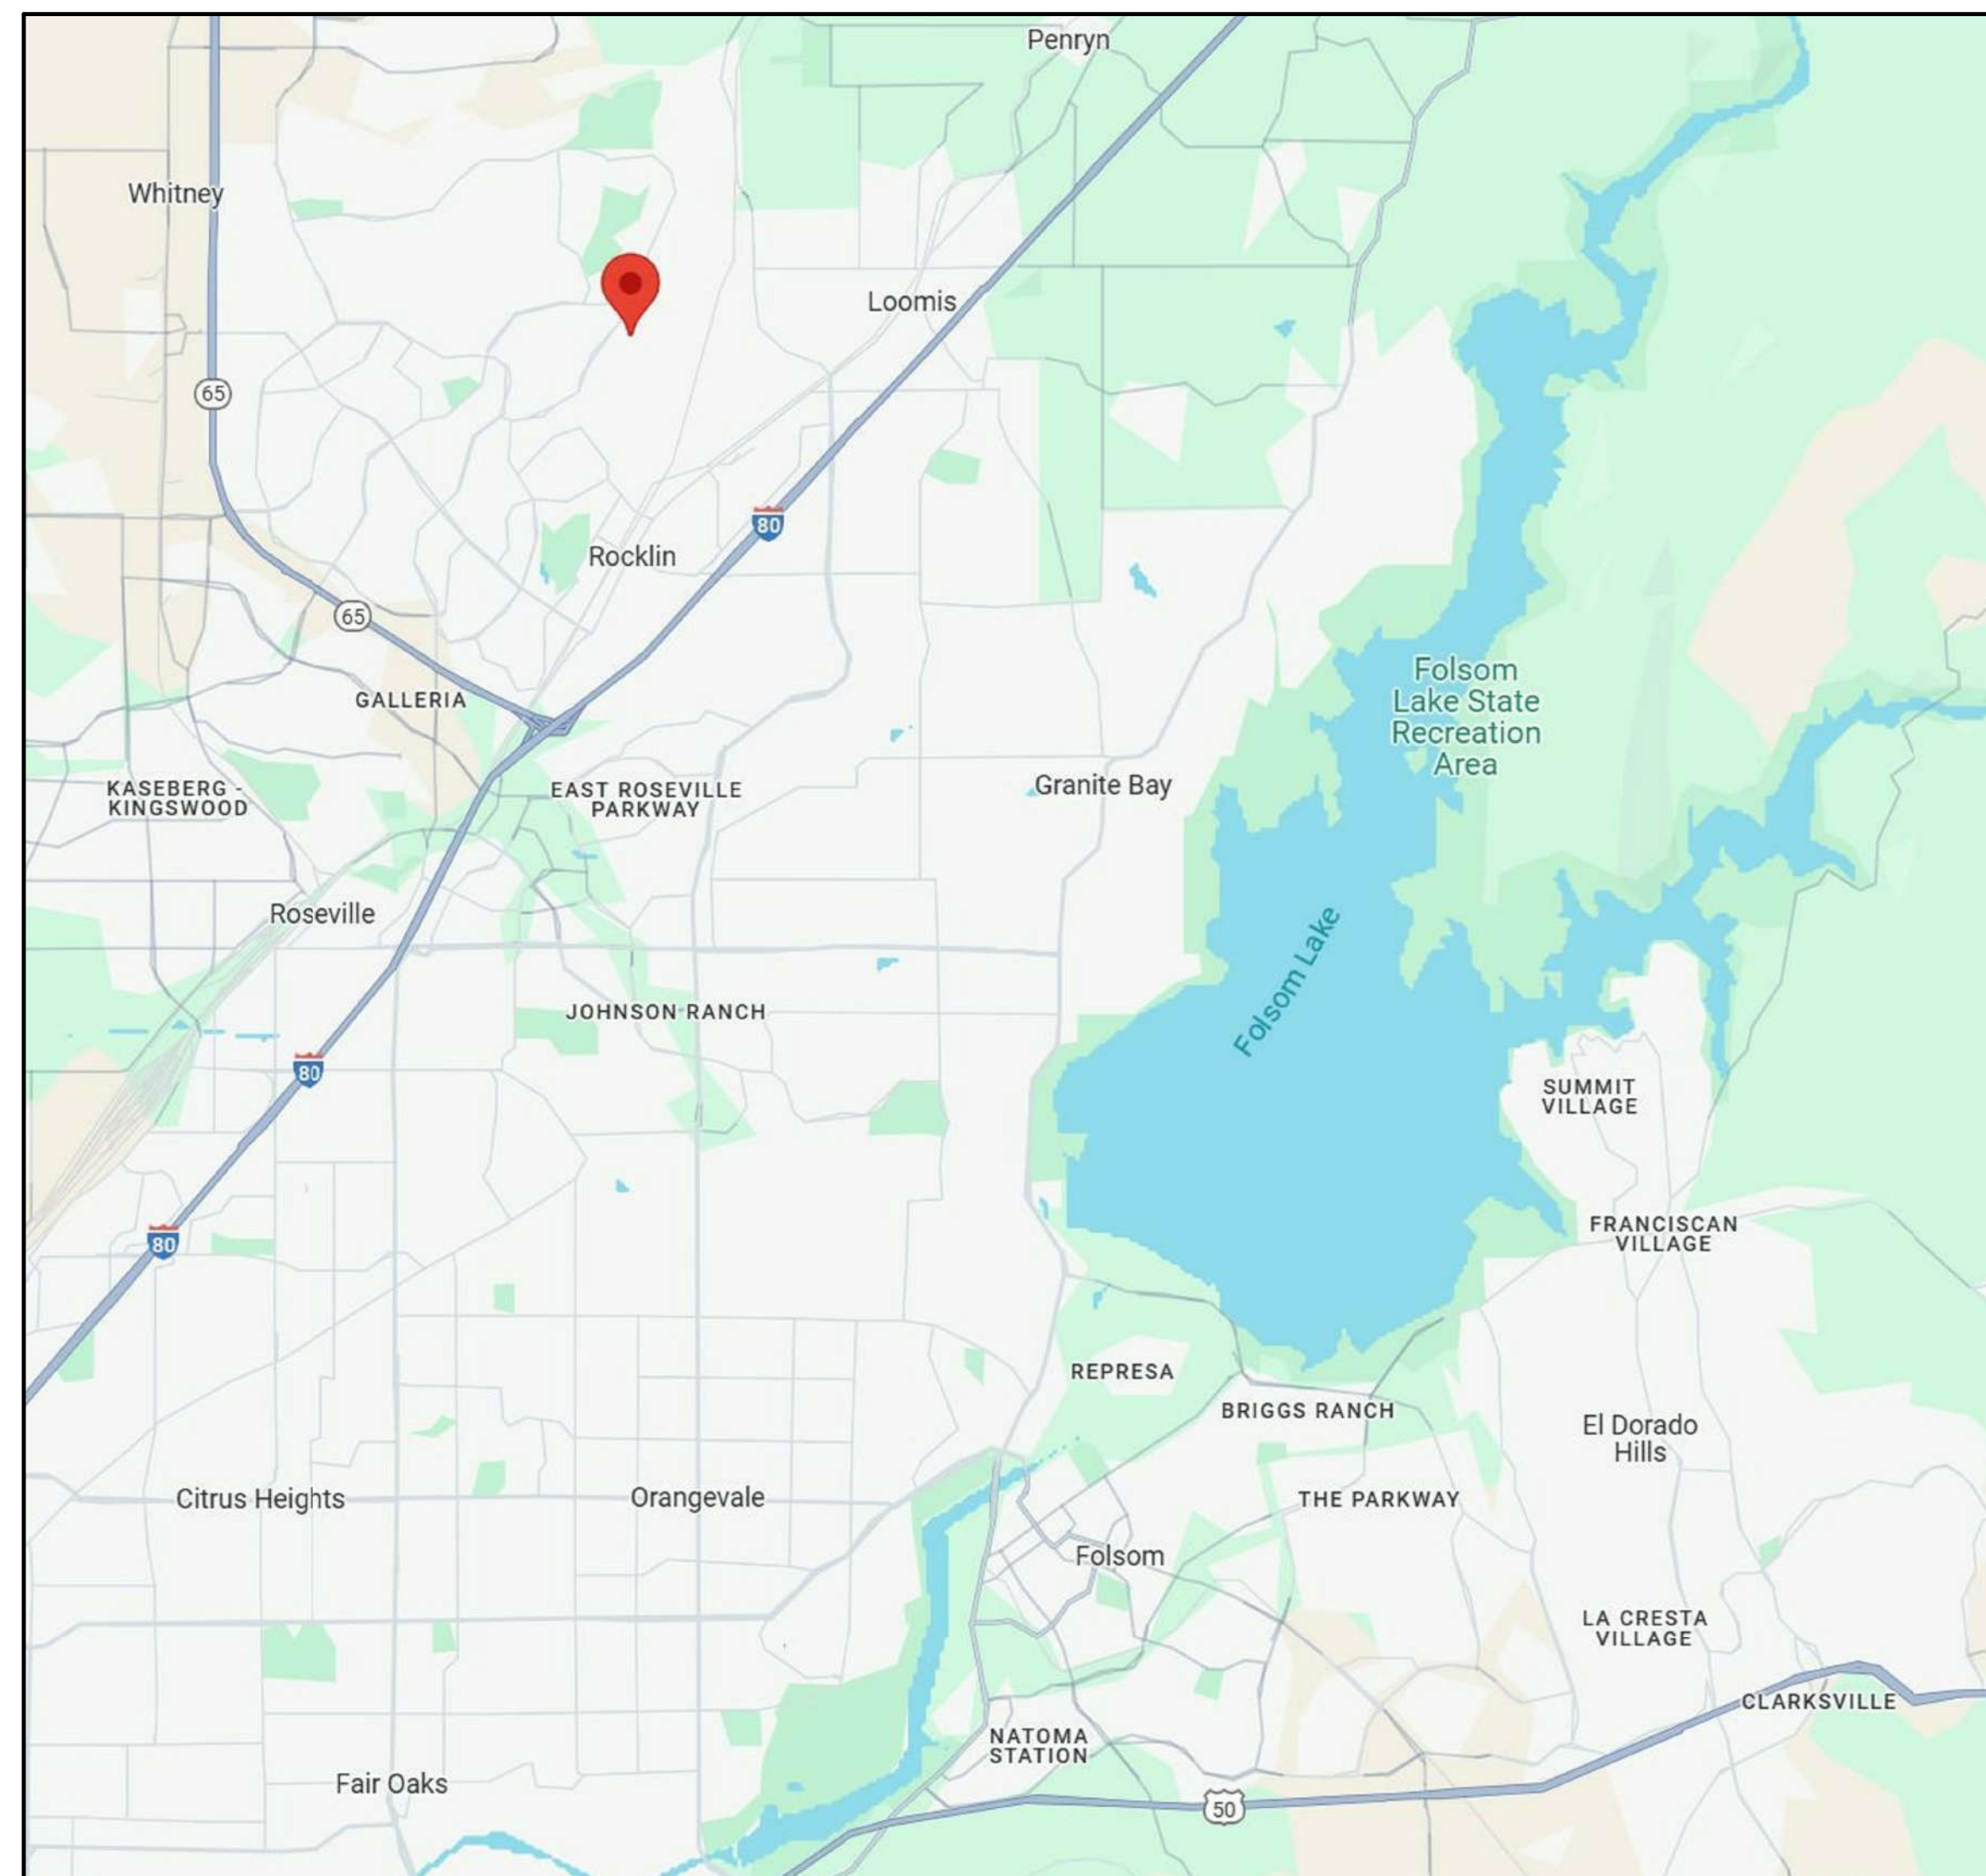 Penryn
Whitney
Loomis
65
80
Rocklin
65
Folsom
Lake State
Recreation
Area
GALLERIA
KASEBERG -
KINGSWOOD
EAST ROSEVILLE
PARKWAY
Granite Bay
Roseville
Folsom Lake
JOHNSON RANCH
80
SUMMIT
VILLAGE
80
FRANCISCAN
VILLAGE
REPRESA
BRIGGS RANCH
El Dorado
Hills
Citrus Heights
Orangevale
THE PARKWAY
Folsom
LA CRESTA
VILLAGE
CLARKSVILLE
NATOMA
STATION
Fair Oaks
50